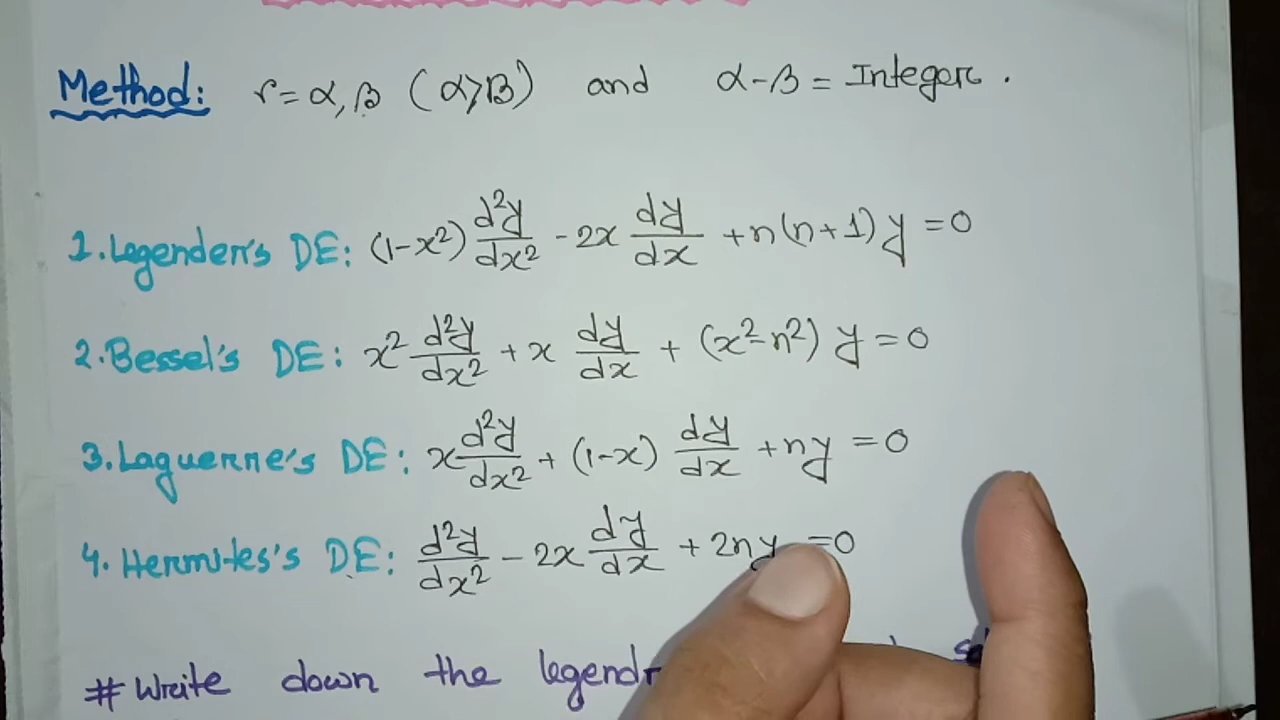 Method: r = α, β (α>β) and α-β = Integer.
1. Legender's DE: (1-x²) d²y/dx² - 2x dy/dx + n(n+1) y = 0
2. Bessel's DE: x² d²y/dx² + x dy/dx + (x²-n²) y = 0
3. Laguerre's DE: x d²y/dx² + (1-x) dy/dx + ny = 0
4. Hermites's DE: d²y/dx² - 2x dy/dx + 2ny = 0
# Write down the legendr